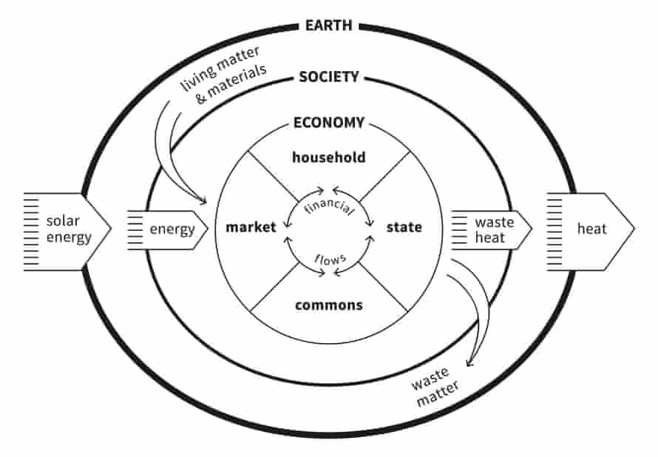 EARTH
living matter
& materials
SOCIETY
ECONOMY
household
solar
energy
energy
market
financial
state
waste
heat
heat
flows
commons
waste
matter